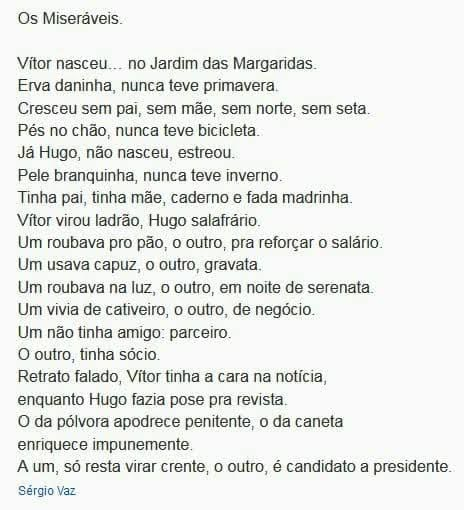 Os Miseráveis.
Vítor nasceu… no Jardim das Margaridas.
Erva daninha, nunca teve primavera.
Cresceu sem pai, sem mãe, sem norte, sem seta.
Pés no chão, nunca teve bicicleta.
Já Hugo, não nasceu, estreou.
Pele branquinha, nunca teve inverno.
Tinha pai, tinha mãe, caderno e fada madrinha.
Vítor virou ladrão, Hugo salafrário.
Um roubava pro pão, o outro, pra reforçar o salário.
Um usava capuz, o outro, gravata.
Um roubava na luz, o outro, em noite de serenata.
Um vivia de cativeiro, o outro, de negócio.
Um não tinha amigo: parceiro.
O outro, tinha sócio.
Retrato falado, Vítor tinha a cara na notícia,
enquanto Hugo fazia pose pra revista.
O da pólvora apodrece penitente, o da caneta
enriquece impunemente.
A um, só resta virar crente, o outro, é candidato a presidente.
Sérgio Vaz